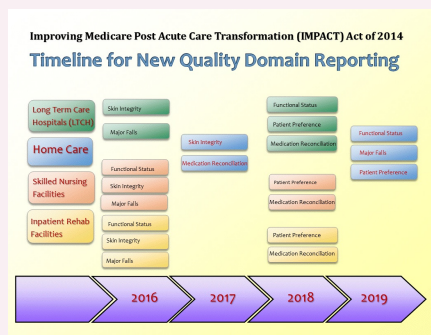 Improving Medicare Post Acute Care Transformation (IMPACT) Act of 2014
Timeline for New Quality Domain Reporting
Long Term Care
Hospitals (LTCH)
Home Care
Skilled Nursing
Facilities
Inpatient Rehab
Facilities
Skin Integrity
Major Falls
Functional Status
Skin Integrity
Major Falls
Functional Status
Skin Integrity
Major Falls
Skin Integrity
Medication Reconciliation
Functional Status
Patient Preference
Medication Reconciliation
Patient Preference
Medication Reconciliation
Patient Preference
Medication Reconciliation
Functional Status
Major Falls
Patient Preference
2016
2017
2018
2019